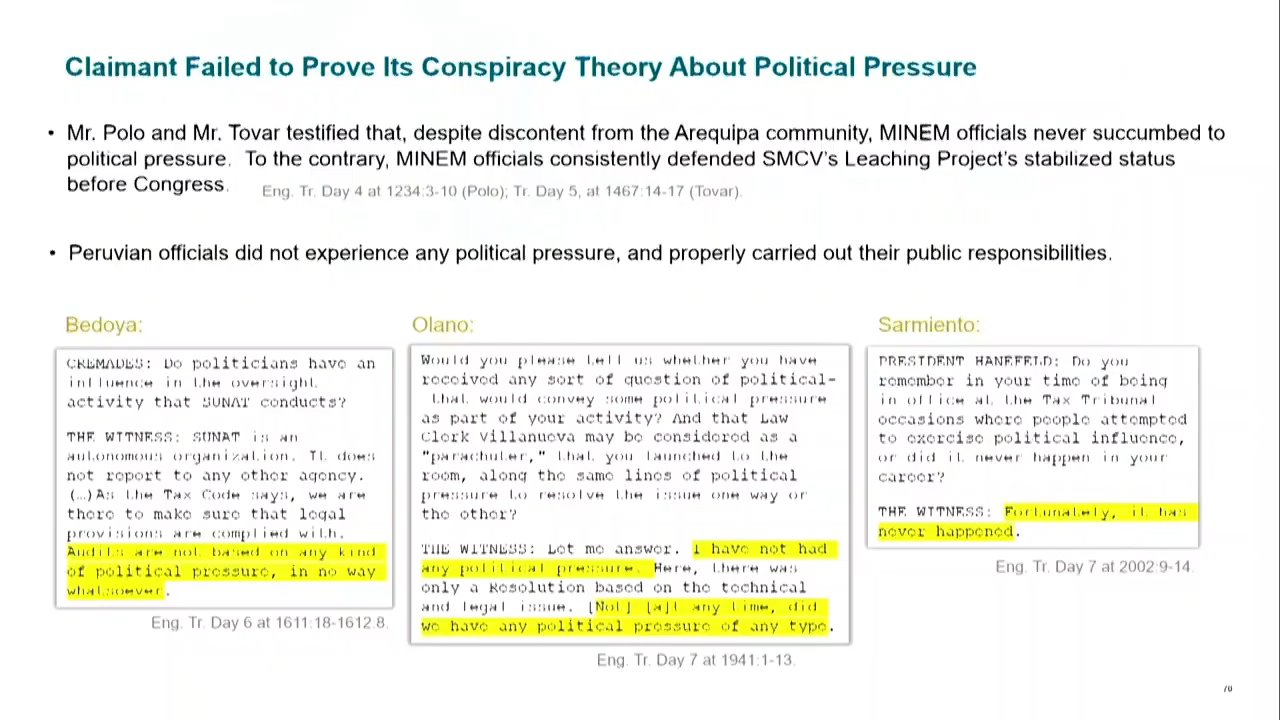 Claimant Failed to Prove Its Conspiracy Theory About Political Pressure
• Mr. Polo and Mr. Tovar testified that, despite discontent from the Arequipa community, MINEM officials never succumbed to
political pressure. To the contrary, MINEM officials consistently defended SMCV's Leaching Project's stabilized status
before Congress. Eng. Tr. Day 4 at 1234:3-10 (Polo); Tr. Day 5, at 1467:14-17 (Tovar).
• Peruvian officials did not experience any political pressure, and properly carried out their public responsibilities.
Bedoya:
CREMADES: Do politicians have an
influence in the oversight
activity that SUNAT conducts?
THE WITNESS: SUNAT is an
autonomous organization. It does
not report to any other agency.
(…)As the Tax Code says, we are
there to make sure that legal
provisions are complied with.
Audits are not based on any kind
of political pressure, in no way
whatsoever.
Eng. Tr. Day 6 at 1611:18-1612.8.
Olano:
Would you please tell us whether you have
received any sort of question of political-
that would convey some political pressure
as part of your activity? And that Law
Clerk Villanueva may be considered as a
"parachuter," that you launched to the
room, along the same lines of political
pressure to resolve the issue one way or
the other?
THE WITNESS: Let me answer. I have not had
any political pressure. Here, there was
only a Resolution based on the technical
and legal issue. [Not] [a]t any time, did
we have any political pressure of any type.
Eng. Tr. Day 7 at 1941:1-13.
Sarmiento:
PRESIDENT HANEFELD: Do you
remember in your time of being
in office at the Tax Tribunal
occasions where people attempted
to exercise political influence,
or did it never happen in your
career?
THE WITNESS: Fortunately, it has
never happened.
Eng. Tr. Day 7 at 2002:9-14.
70